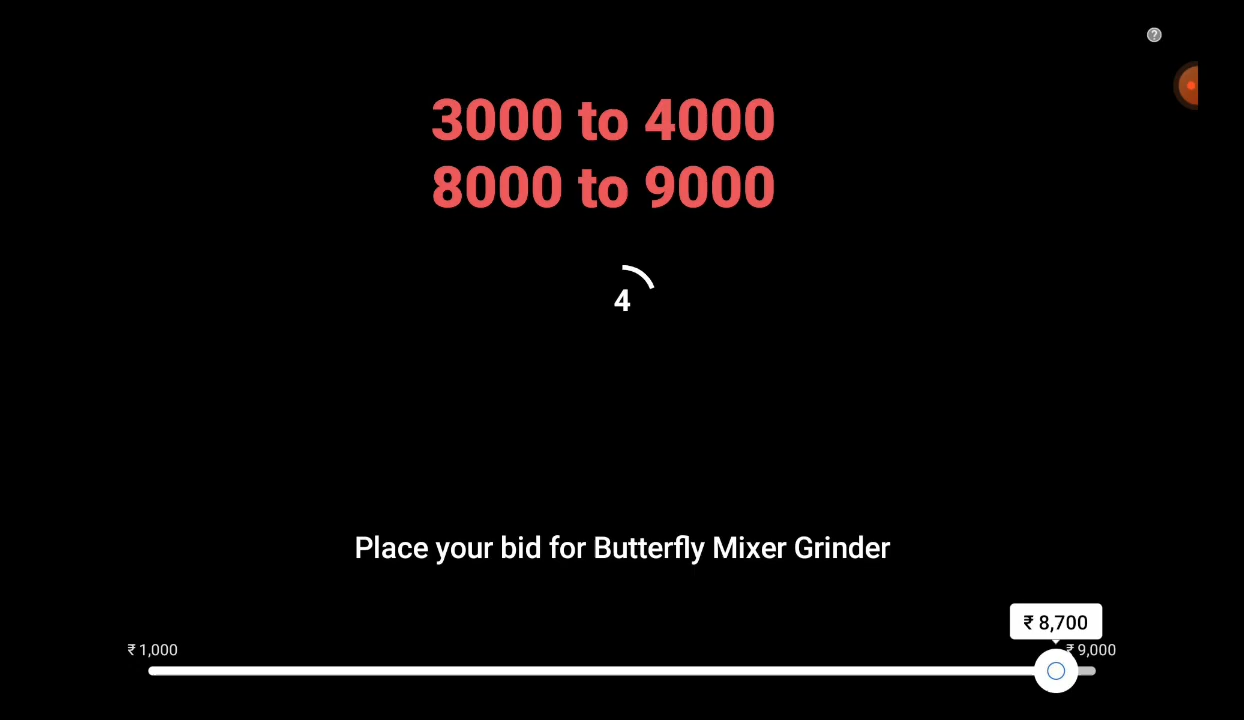 ?
3000 to 4000
8000 to 9000
4
Place your bid for Butterfly Mixer Grinder
₹ 8,700
₹ 1,000
₹ 9,000